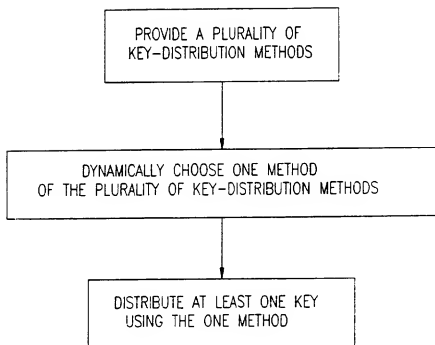 PROVIDE A PLURALITY OF
KEY-DISTRIBUTION METHODS
DYNAMICALLY CHOOSE ONE METHOD
OF THE PLURALITY OF KEY-DISTRIBUTION METHODS
DISTRIBUTE AT LEAST ONE KEY
USING THE ONE METHOD